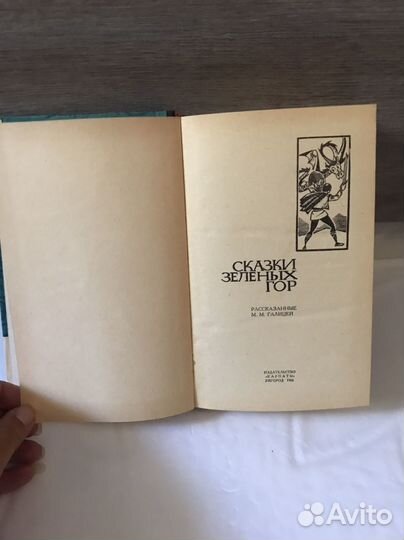 СКАЗКИ
ЗЕЛЕНЫХ
ГОР
РАССКАЗАННЫЕ
М. М. ГАЛИЦЕЙ
ИЗДАТЕЛЬСТВО
«КАРПАТЫ»
УЖГОРОД
Avito